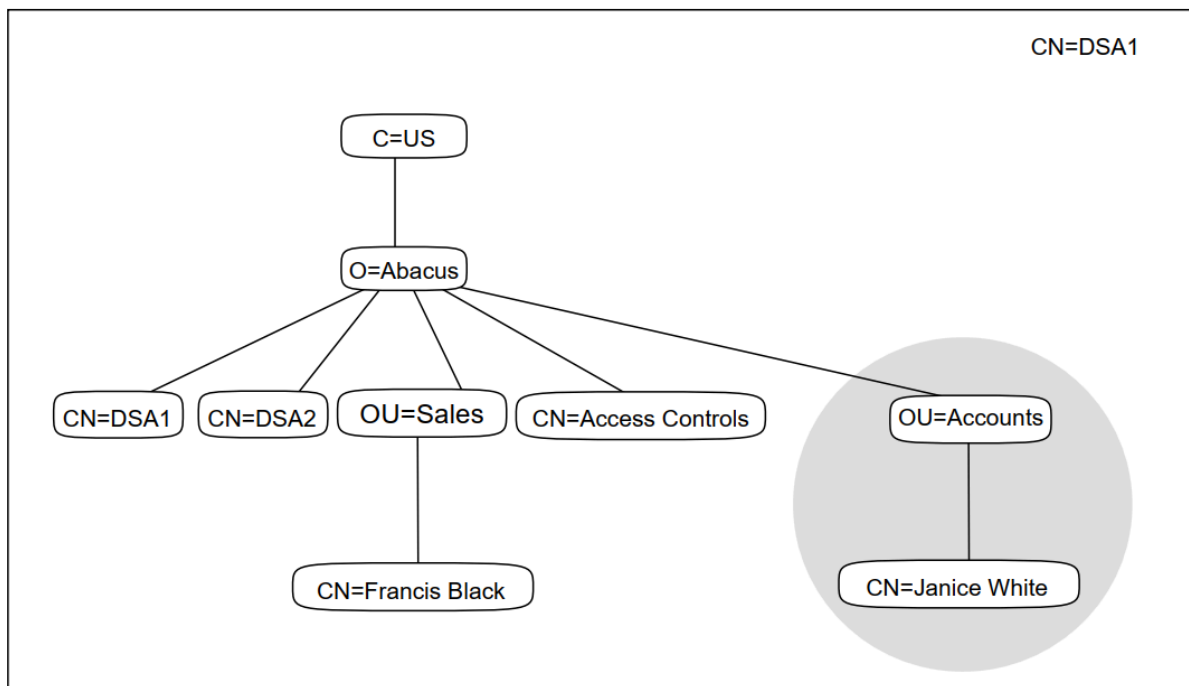 CN=DSA1
C=US
O=Abacus
CN=DSA1
CN=DSA2
OU=Sales
CN=Access Controls
OU=Accounts
CN=Francis Black
CN=Janice White